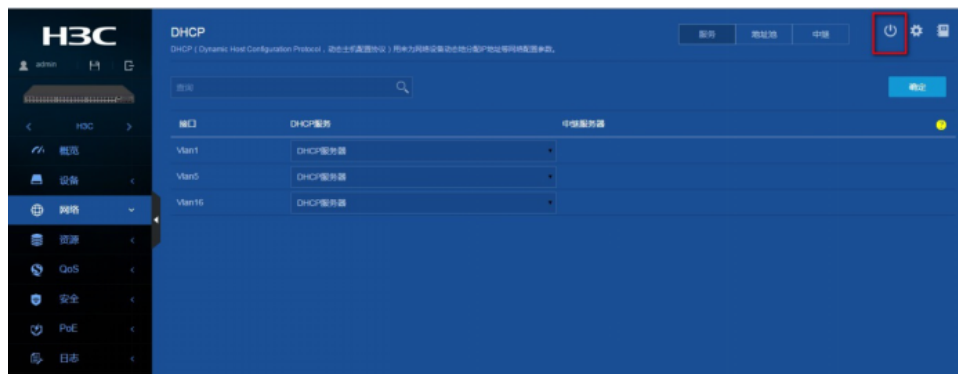 H3C
admin
H3C
概览
设备
网络
资源
QoS
安全
PoE
日志
DHCP
DHCP（Dynamic Host Configuration Protocol，动态主机配置协议）用来为网络设备动态地分配IP地址等网络配置参数。
服务 地址池 中继
查询
确定
接口 DHCP服务 中继服务器
?
Vlan1 DHCP服务器
Vlan5 DHCP服务器
Vlan16 DHCP服务器